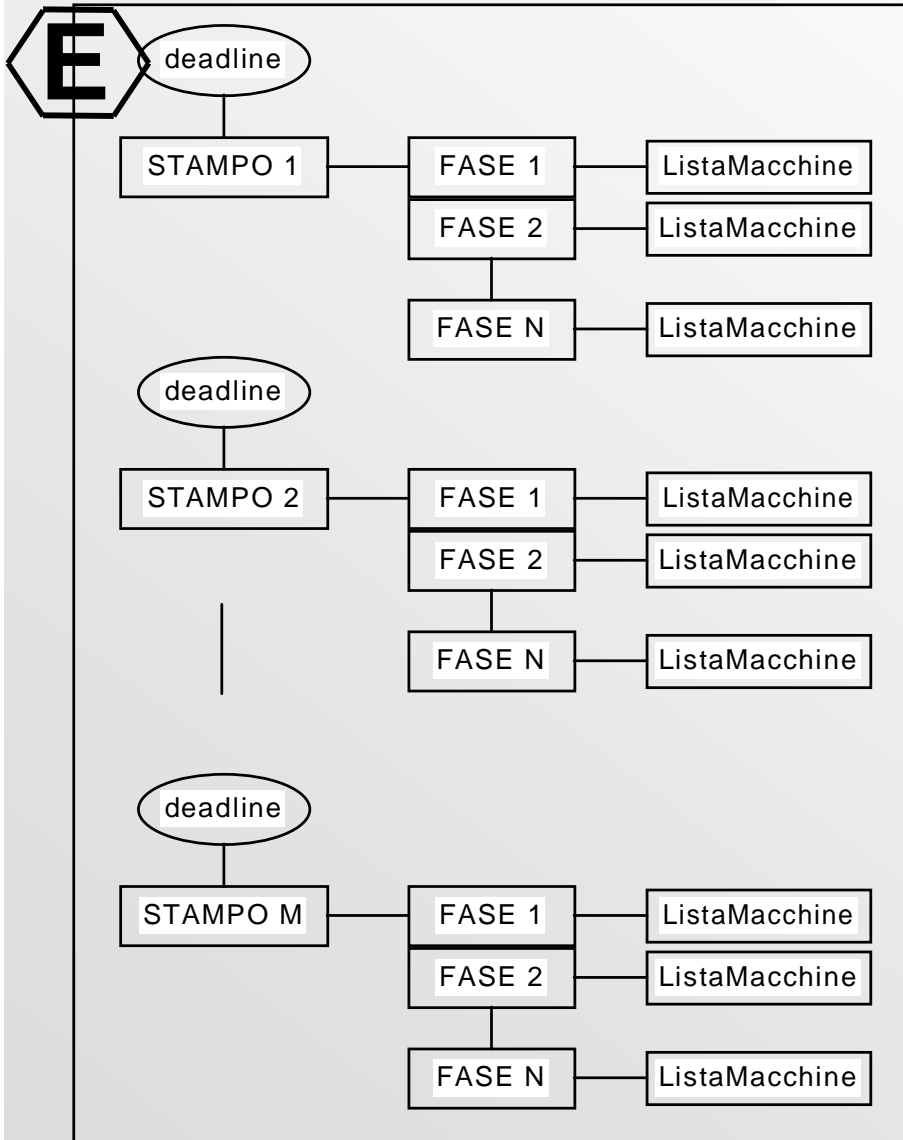 E
deadline
STAMPO 1 FASE 1 ListaMacchine
FASE 2 ListaMacchine
FASE N ListaMacchine
deadline
STAMPO 2 FASE 1 ListaMacchine
FASE 2 ListaMacchine
FASE N ListaMacchine
deadline
STAMPO M FASE 1 ListaMacchine
FASE 2 ListaMacchine
FASE N ListaMacchine